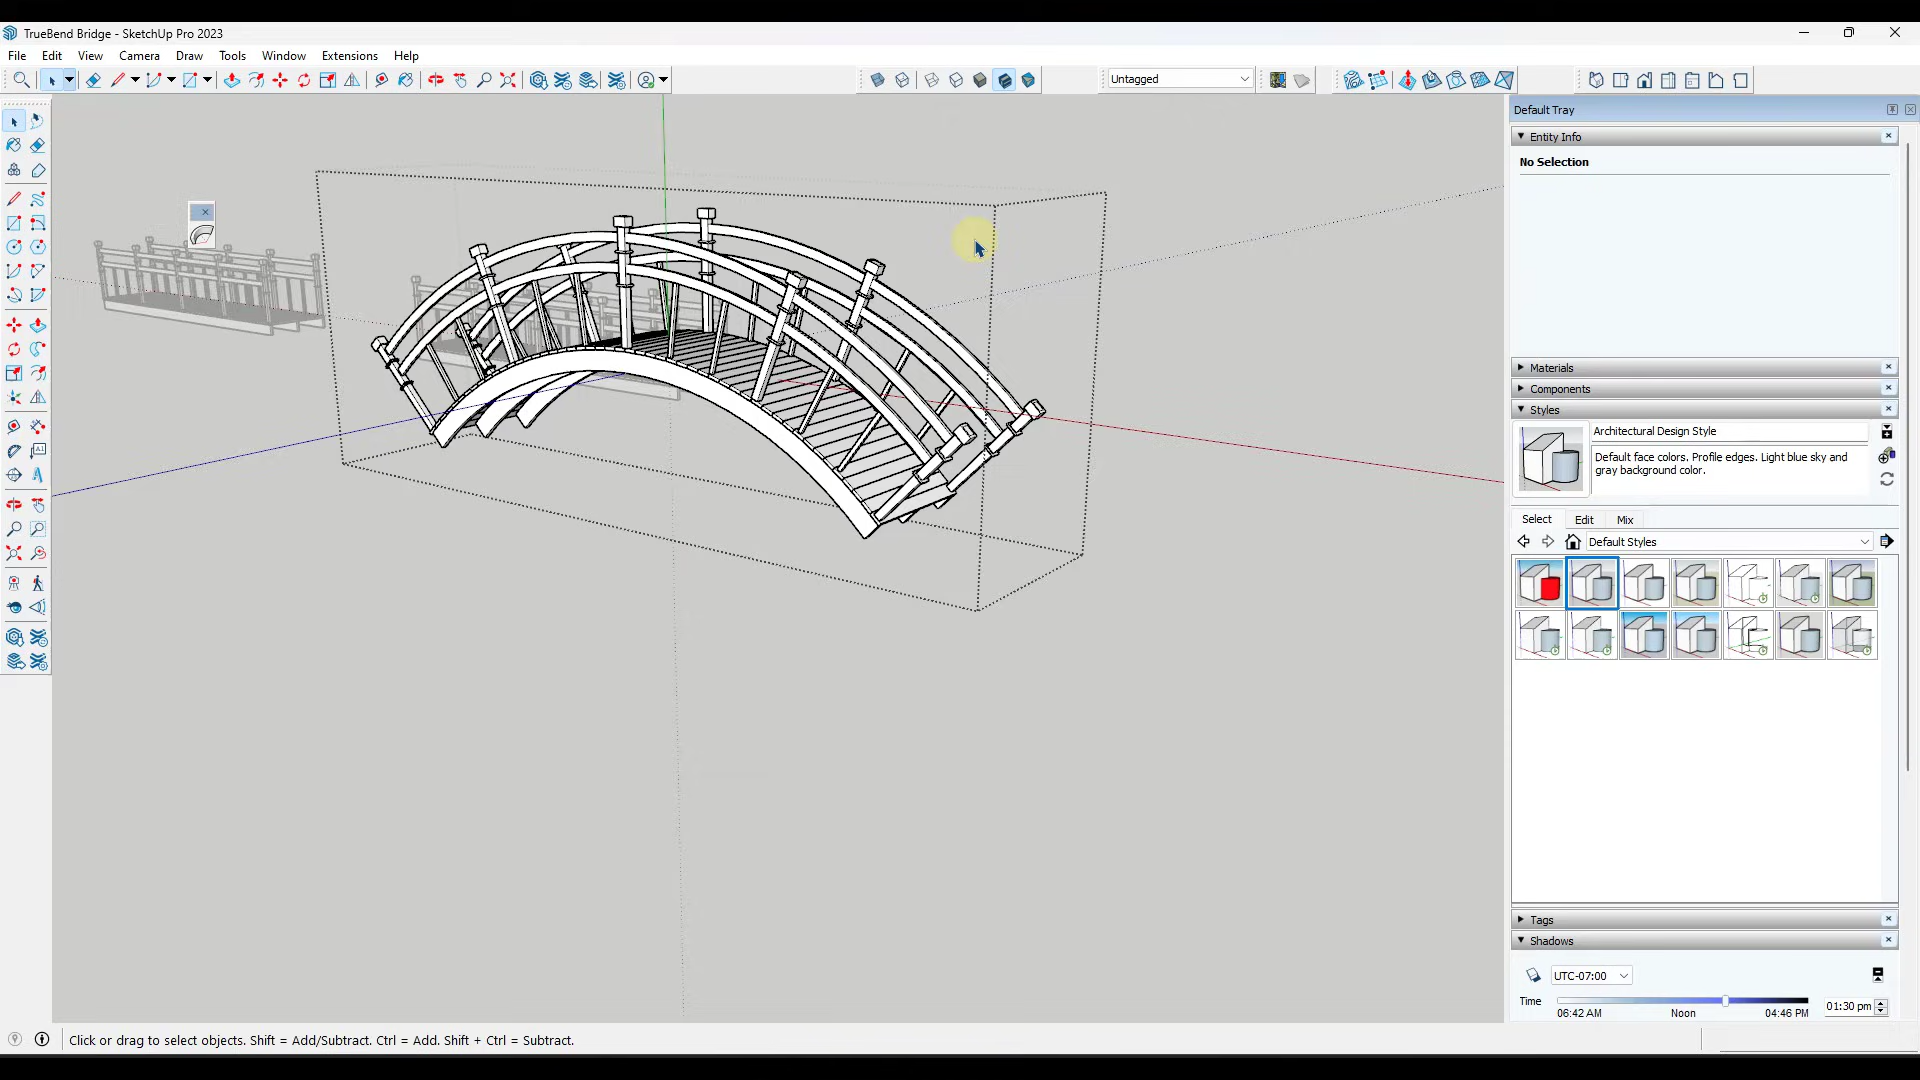 TrueBend Bridge - SketchUp Pro 2023
File Edit View Camera Draw Tools Window Extensions Help
Untagged
Default Tray
Entity Info
No Selection
Materials
Components
Styles
Architectural Design Style
Default face colors. Profile edges. Light blue sky and
gray background color.
Select Edit Mix
Default Styles
Tags
Shadows
UTC-07:00
Time
01:30 pm
06:42 AM Noon 04:46 PM
Click or drag to select objects. Shift = Add/Subtract. Ctrl = Add. Shift + Ctrl = Subtract.